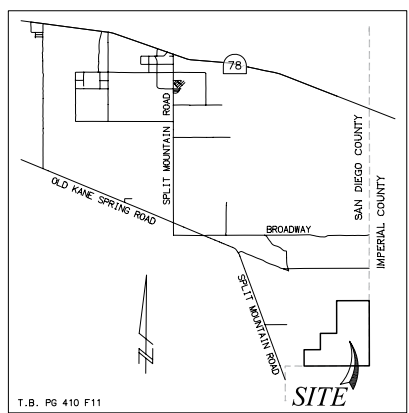 78
SPLIT MOUNTAIN ROAD
SAN DIEGO COUNTY
IMPERIAL COUNTY
OLD KANE SPRING ROAD
BROADWAY
SPLIT MOUNTAIN ROAD
N
SITE
T.B. PG 410 F11